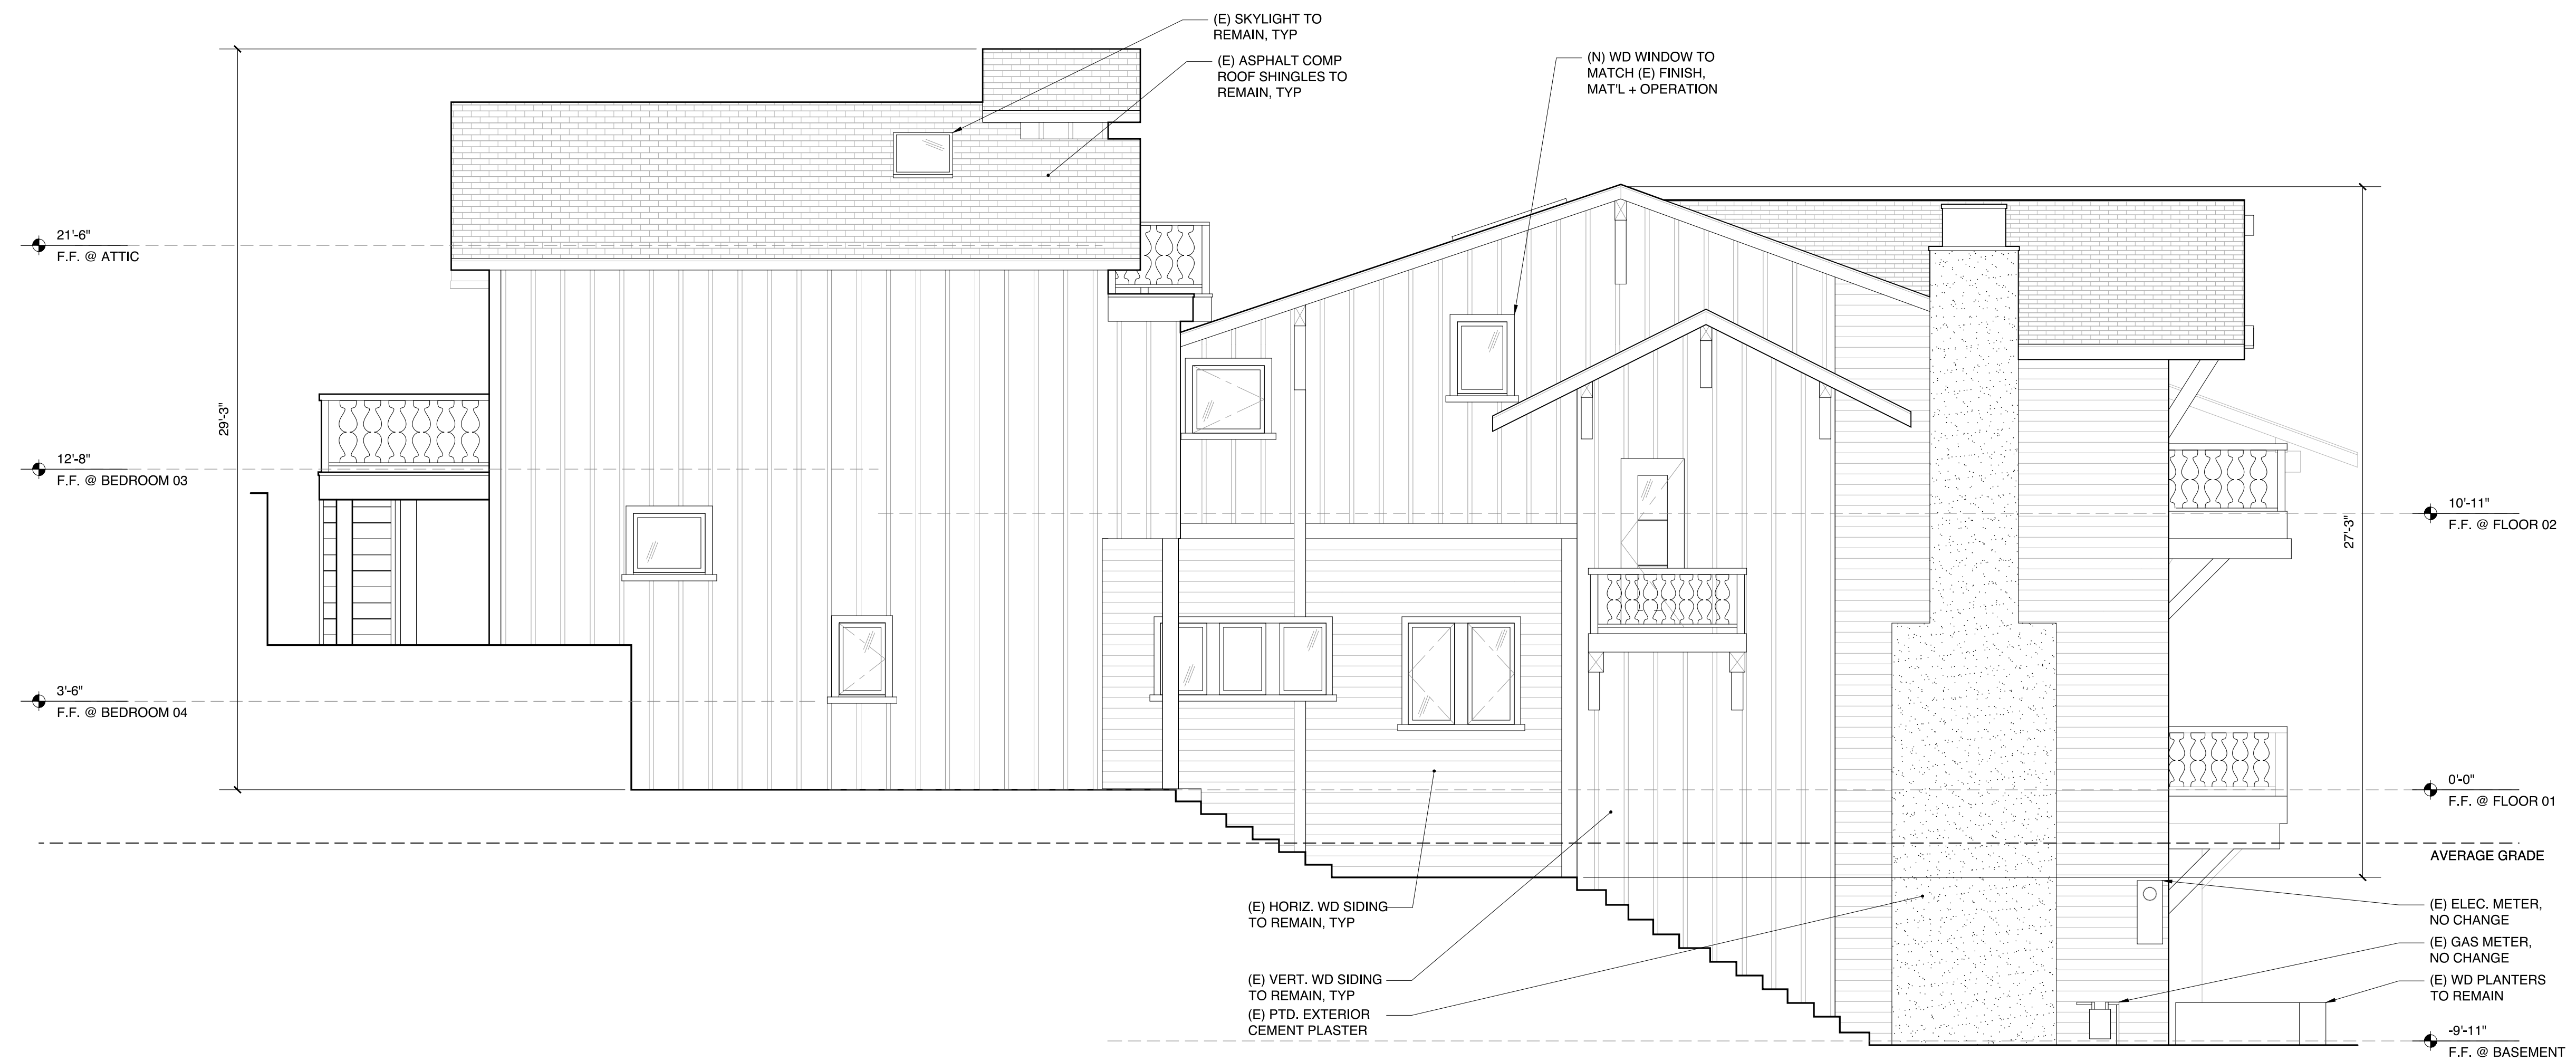 (E) SKYLIGHT TO
REMAIN, TYP
(E) ASPHALT COMP
ROOF SHINGLES TO
REMAIN, TYP
(N) WD WINDOW TO
MATCH (E) FINISH,
MAT'L + OPERATION
21'-6"
F.F. @ ATTIC
29'-3"
12'-8"
F.F. @ BEDROOM 03
3'-6"
F.F. @ BEDROOM 04
10'-11"
F.F. @ FLOOR 02
27'-3"
0'-0"
F.F. @ FLOOR 01
AVERAGE GRADE
(E) HORIZ. WD SIDING
TO REMAIN, TYP
(E) VERT. WD SIDING
TO REMAIN, TYP
(E) PTD. EXTERIOR
CEMENT PLASTER
(E) ELEC. METER,
NO CHANGE
(E) GAS METER,
NO CHANGE
(E) WD PLANTERS
TO REMAIN
-9'-11"
F.F. @ BASEMENT